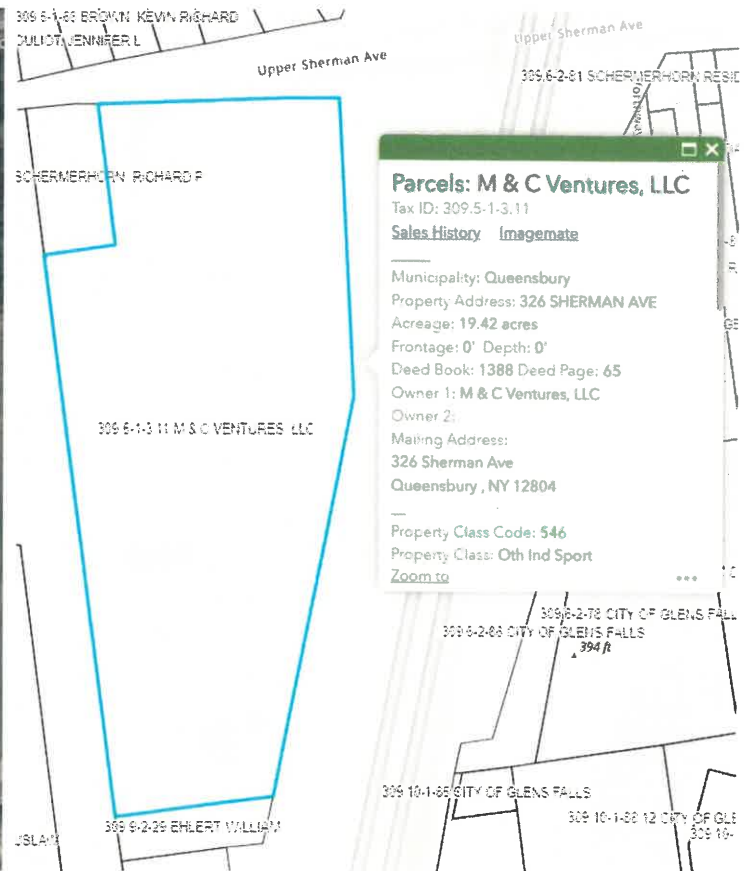 309.5-1-63 BROWN KEVIN RICHARD
JENNIFER L
Upper Sherman Ave
Upper Sherman Ave
309.6-2-81 SCHERMERHORN RESID
SCHERMERHORN RICHARD P
Parcels: M & C Ventures, LLC
Tax ID: 309.5-1-3.11
Sales History Imagemate
Municipality: Queensbury
Property Address: 326 SHERMAN AVE
Acreage: 19.42 acres
Frontage: 0' Depth: 0'
Deed Book: 1388 Deed Page: 65
Owner 1: M & C Ventures, LLC
Owner 2:
Mailing Address:
326 Sherman Ave
Queensbury , NY 12804
Property Class Code: 546
Property Class: Oth Ind Sport
Zoom to
309.5-1-3.11 M & C VENTURES LLC
309.6-2-78 CITY OF GLENS FALL
309.6-2-88 CITY OF GLENS FALLS
394 ft
309.10-1-85 CITY OF GLENS FALLS
309.10-1-88.12 CITY OF GLE
309.10-
309.9-2-29 EHLERT WILLIAM